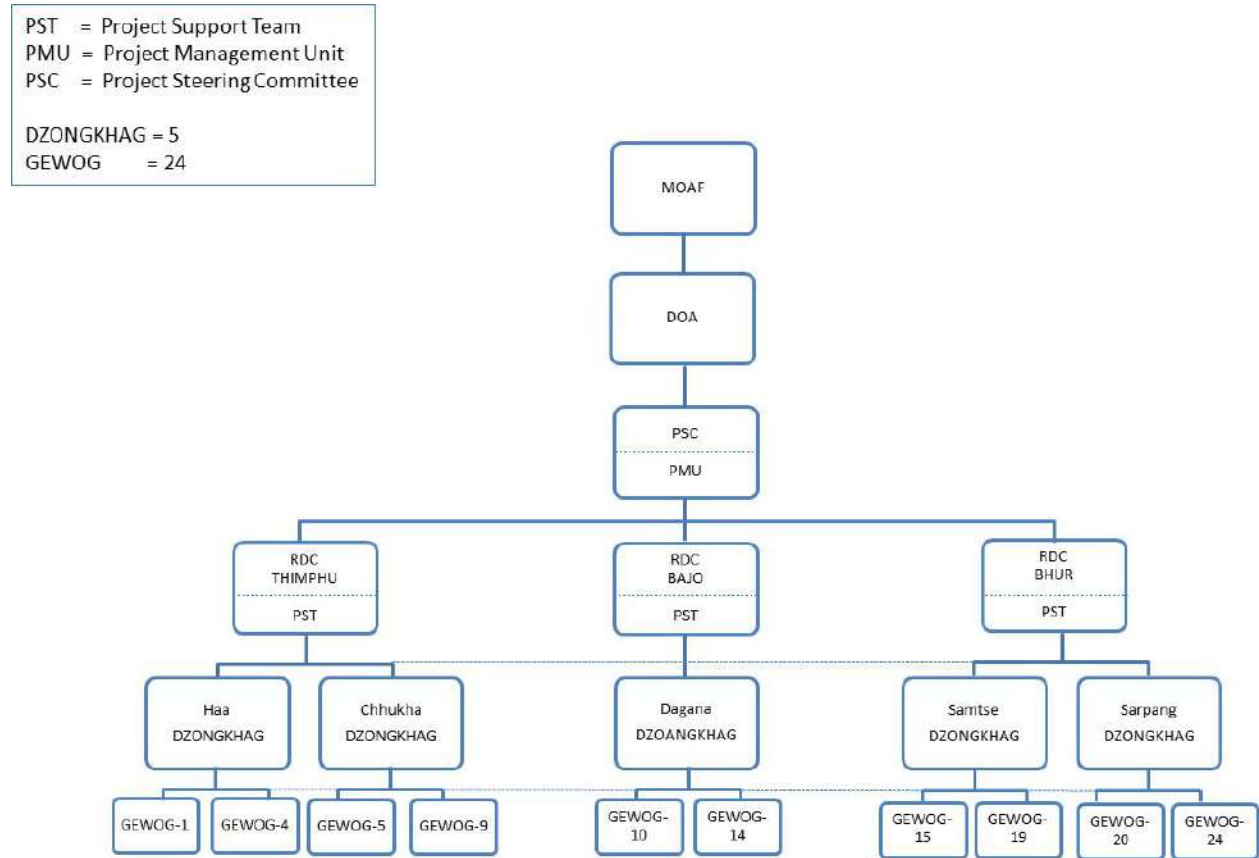 PST = Project Support Team
PMU = Project Management Unit
PSC = Project Steering Committee
DZONGKHAG = 5
GEWOG = 24
MOAF
DOA
PSC
PMU
RDC
THIMPHU
PST
RDC
BAJO
PST
RDC
BHUR
PST
Haa
DZONGKHAG
Chhukha
DZONGKHAG
Dagana
DZOANGKHAG
Samtse
DZONGKHAG
Sarpang
DZONGKHAG
GEWOG-1
GEWOG-4
GEWOG-5
GEWOG-9
GEWOG-
10
GEWOG-
14
GEWOG-
15
GEWOG-
19
GEWOG-
20
GEWOG-
24